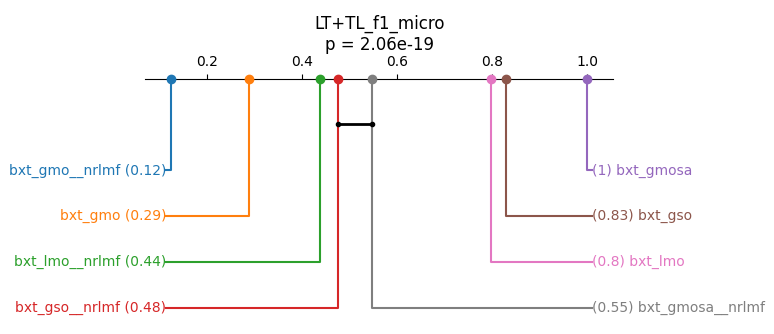 LT+TL_f1_micro
p = 2.06e-19
0.2 0.4 0.6 0.8 1.0
bxt_gmo__nrlmf (0.12)
(1) bxt_gmosa
bxt_gmo (0.29)
(0.83) bxt_gso
bxt_lmo__nrlmf (0.44)
(0.8) bxt_lmo
bxt_gso__nrlmf (0.48)
(0.55) bxt_gmosa__nrlmf